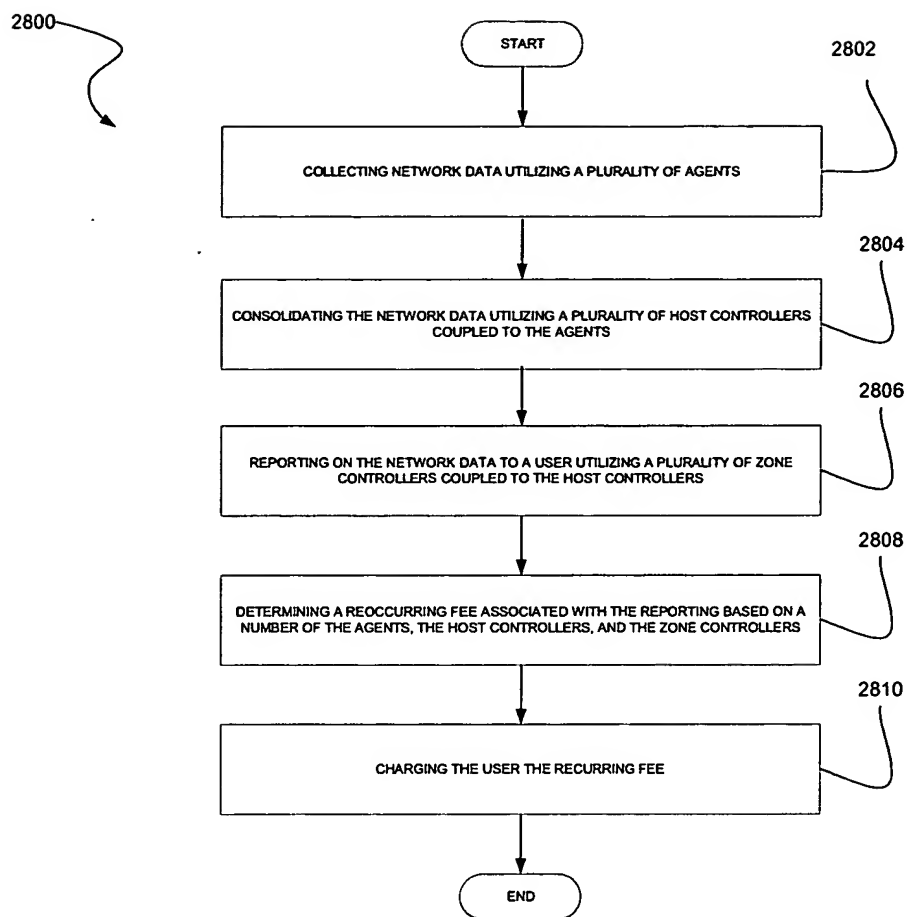 2800
START
2802
COLLECTING NETWORK DATA UTILIZING A PLURALITY OF AGENTS
2804
CONSOLIDATING THE NETWORK DATA UTILIZING A PLURALITY OF HOST CONTROLLERS
COUPLED TO THE AGENTS
2806
REPORTING ON THE NETWORK DATA TO A USER UTILIZING A PLURALITY OF ZONE
CONTROLLERS COUPLED TO THE HOST CONTROLLERS
2808
DETERMINING A REOCCURRING FEE ASSOCIATED WITH THE REPORTING BASED ON A
NUMBER OF THE AGENTS, THE HOST CONTROLLERS, AND THE ZONE CONTROLLERS
2810
CHARGING THE USER THE RECURRING FEE
END